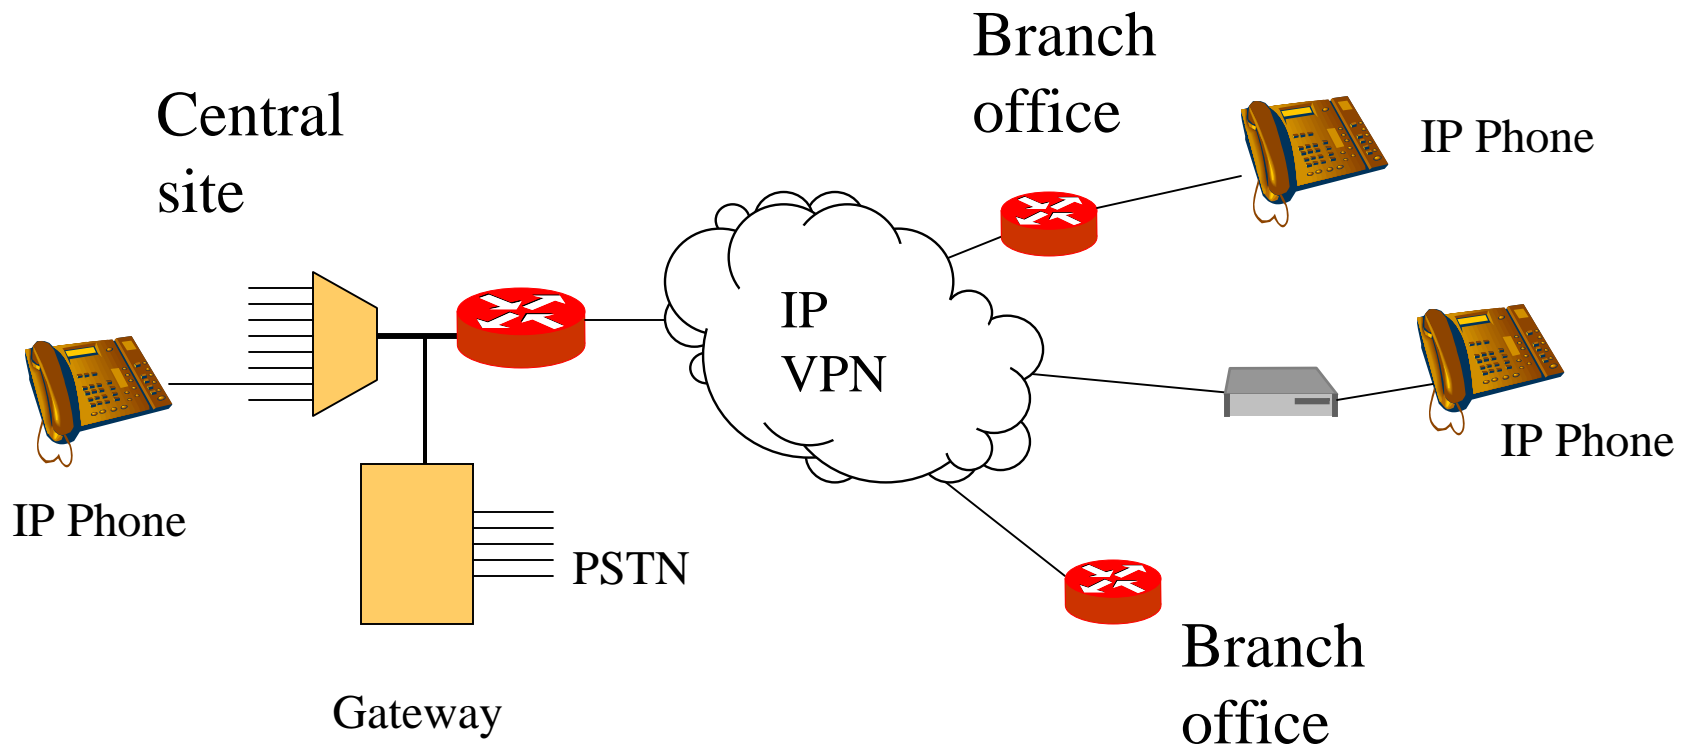 Branch
office
Central
site
IP Phone
IP
VPN
IP Phone
IP Phone
PSTN
Branch
office
Gateway